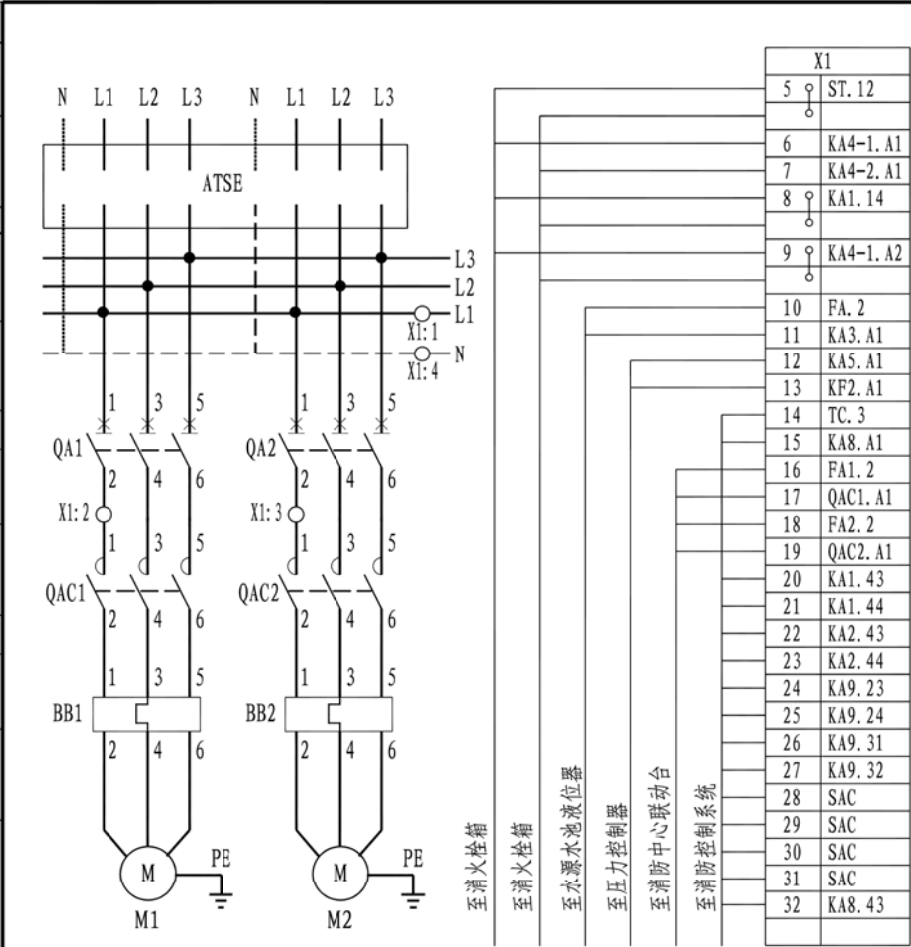 N L1 L2 L3 N L1 L2 L3
ATSE
L3
L2
L1
X1:1
N
X1:4
1 3 5 1 3 5
QA1 QA2
2 4 6 2 4 6
X1:2 X1:3
1 3 5 1 3 5
QAC1 QAC2
2 4 6 2 4 6
1 3 5 1 3 5
BB1 BB2
2 4 6 2 4 6
M PE M PE
M1 M2
至消火栓箱
至消火栓箱
至水源水池液位器
至压力控制器
至消防中心联动台
至消防控制系统
X1
5 ST.12
6 KA4-1.A1
7 KA4-2.A1
8 KA1.14
9 KA4-1.A2
10 FA.2
11 KA3.A1
12 KA5.A1
13 KF2.A1
14 TC.3
15 KA8.A1
16 FA1.2
17 QAC1.A1
18 FA2.2
19 QAC2.A1
20 KA1.43
21 KA1.44
22 KA2.43
23 KA2.44
24 KA9.23
25 KA9.24
26 KA9.31
27 KA9.32
28 SAC
29 SAC
30 SAC
31 SAC
32 KA8.43